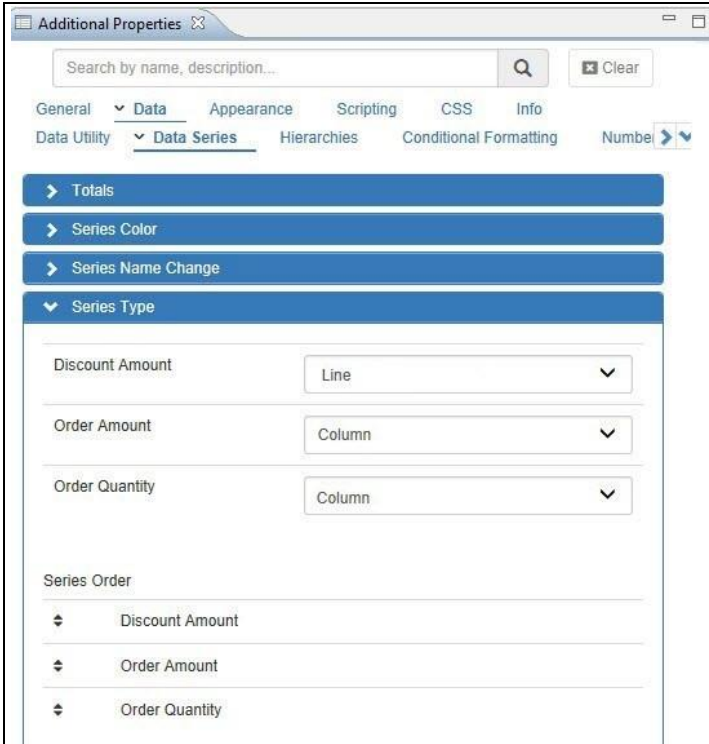 Additional Properties
Search by name, description...
Clear
General Data Appearance Scripting CSS Info
Data Utility Data Series Hierarchies Conditional Formatting Number
Totals
Series Color
Series Name Change
Series Type
Discount Amount Line
Order Amount Column
Order Quantity Column
Series Order
Discount Amount
Order Amount
Order Quantity